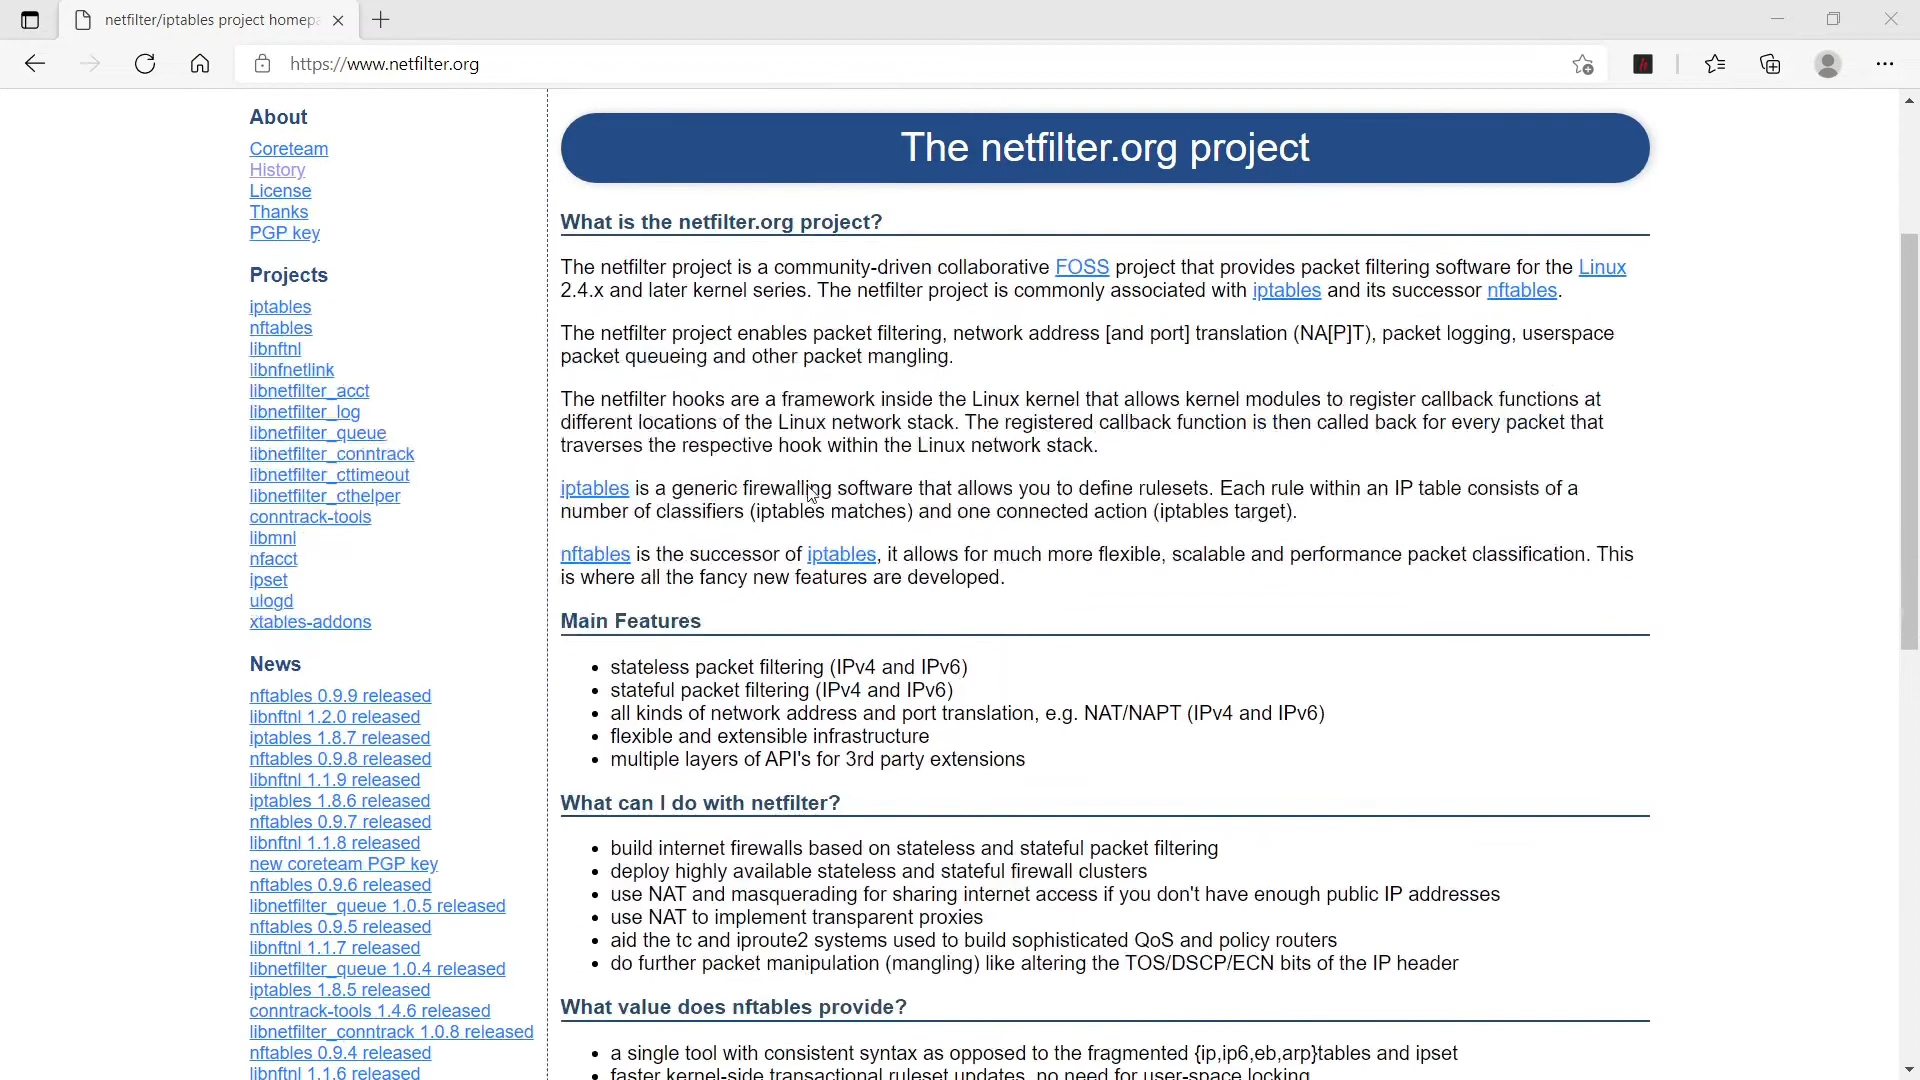 netfilter/iptables project homep
https://www.netfilter.org
About
Coreteam
History
License
Thanks
PGP key
Projects
iptables
nftables
libnftnl
libnfnetlink
libnetfilter_acct
libnetfilter_log
libnetfilter_queue
libnetfilter_conntrack
libnetfilter_cttimeout
libnetfilter_cthelper
conntrack-tools
libmnl
nfacct
ipset
ulogd
xtables-addons
News
nftables 0.9.9 released
libnftnl 1.2.0 released
iptables 1.8.7 released
nftables 0.9.8 released
libnftnl 1.1.9 released
iptables 1.8.6 released
nftables 0.9.7 released
libnftnl 1.1.8 released
new coreteam PGP key
nftables 0.9.6 released
libnetfilter_queue 1.0.5 released
nftables 0.9.5 released
libnftnl 1.1.7 released
libnetfilter_queue 1.0.4 released
iptables 1.8.5 released
conntrack-tools 1.4.6 released
libnetfilter_conntrack 1.0.8 released
nftables 0.9.4 released
libnftnl 1.1.6 released
The netfilter.org project
What is the netfilter.org project?
The netfilter project is a community-driven collaborative FOSS project that provides packet filtering software for the Linux
2.4.x and later kernel series. The netfilter project is commonly associated with iptables and its successor nftables.
The netfilter project enables packet filtering, network address [and port] translation (NA[P]T), packet logging, userspace
packet queueing and other packet mangling.
The netfilter hooks are a framework inside the Linux kernel that allows kernel modules to register callback functions at
different locations of the Linux network stack. The registered callback function is then called back for every packet that
traverses the respective hook within the Linux network stack.
iptables is a generic firewalling software that allows you to define rulesets. Each rule within an IP table consists of a
number of classifiers (iptables matches) and one connected action (iptables target).
nftables is the successor of iptables, it allows for much more flexible, scalable and performance packet classification. This
is where all the fancy new features are developed.
Main Features
• stateless packet filtering (IPv4 and IPv6)
• stateful packet filtering (IPv4 and IPv6)
• all kinds of network address and port translation, e.g. NAT/NAPT (IPv4 and IPv6)
• flexible and extensible infrastructure
• multiple layers of API's for 3rd party extensions
What can I do with netfilter?
• build internet firewalls based on stateless and stateful packet filtering
• deploy highly available stateless and stateful firewall clusters
• use NAT and masquerading for sharing internet access if you don't have enough public IP addresses
• use NAT to implement transparent proxies
• aid the tc and iproute2 systems used to build sophisticated QoS and policy routers
• do further packet manipulation (mangling) like altering the TOS/DSCP/ECN bits of the IP header
What value does nftables provide?
• a single tool with consistent syntax as opposed to the fragmented {ip,ip6,eb,arp}tables and ipset
• faster kernel-side transactional ruleset updates, no need for user-space locking